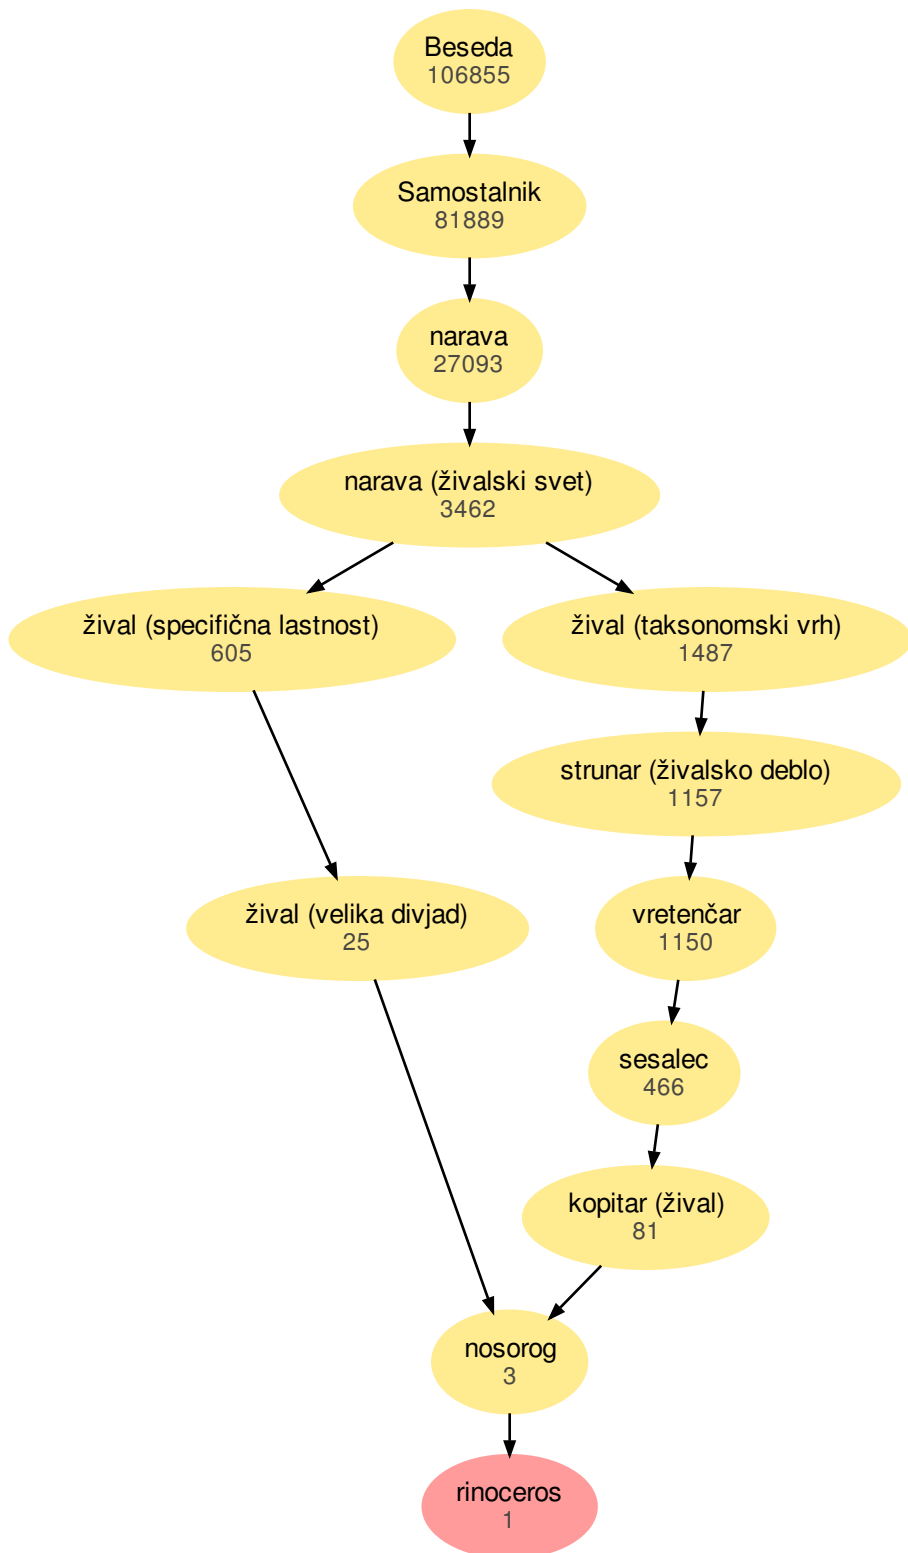 Beseda
106855
Samostalnik
81889
narava
27093
narava (živalski svet)
3462
žival (specifična lastnost)
605
žival (taksonomski vrh)
1487
strunar (živalsko deblo)
1157
žival (velika divjad)
25
vretenčar
1150
sesalec
466
kopitar (žival)
81
nosorog
3
rinoceros
1